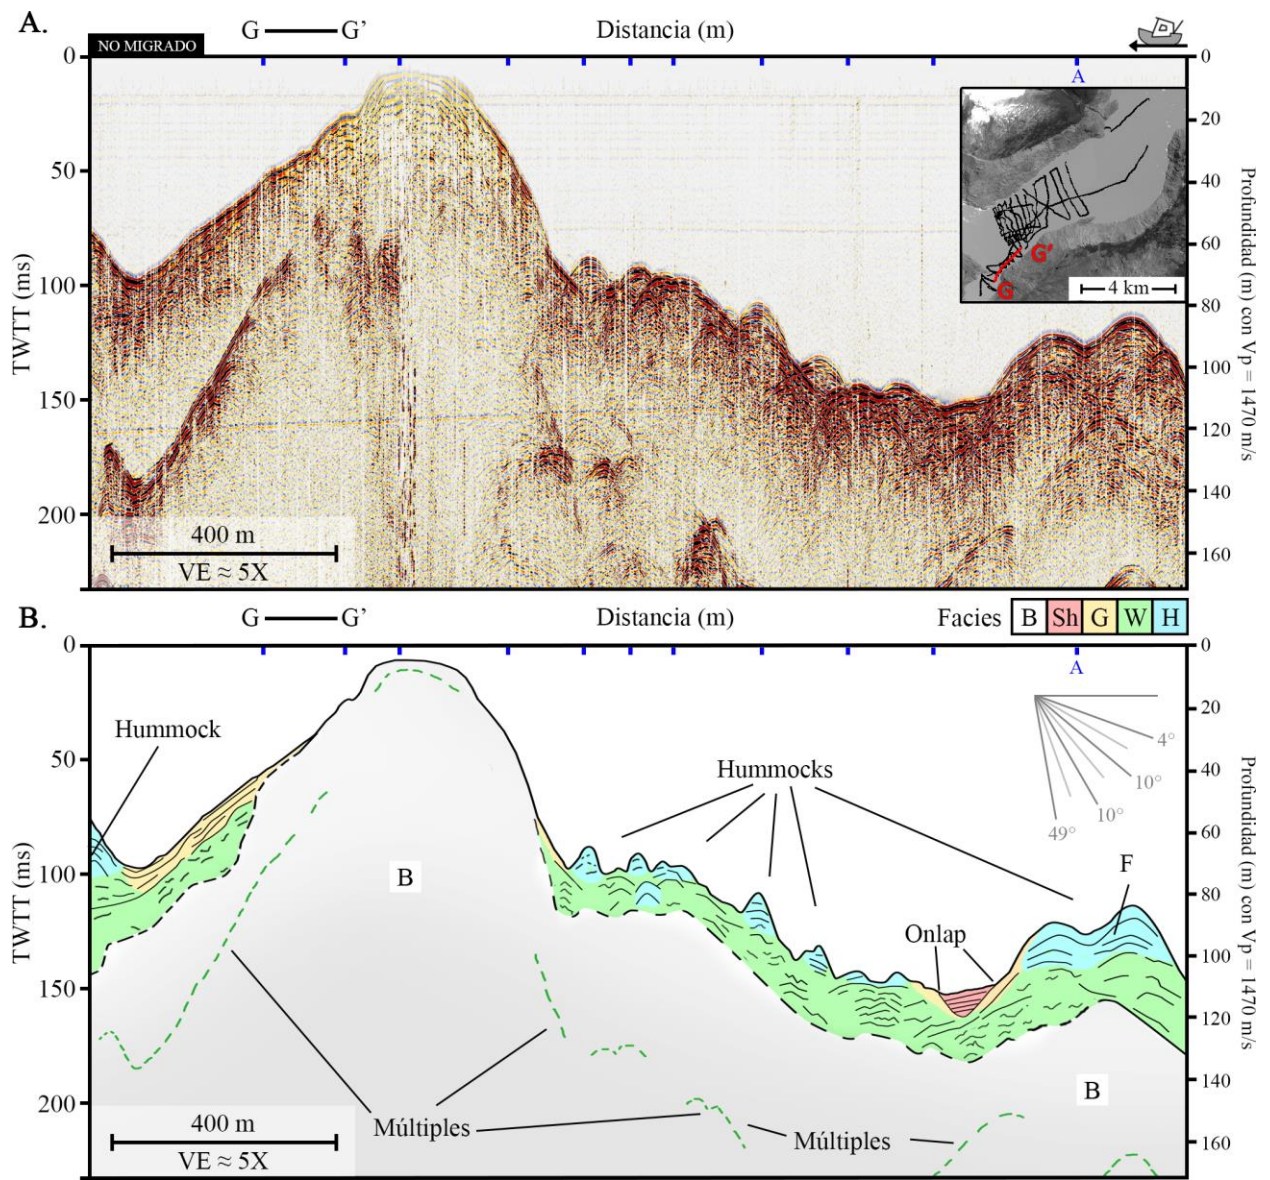 A.
G G'
Distancia (m)
NO MIGRADO
0
50
100
150
200
TWTT (ms)
0
20
40
60
80
100
120
140
160
Profundidad (m) con Vp = 1470 m/s
A
G'
G
4 km
400 m
VE ≈ 5X
B.
G G'
Distancia (m)
Facies B Sh G W H
0
50
100
150
200
TWTT (ms)
0
20
40
60
80
100
120
140
160
Profundidad (m) con Vp = 1470 m/s
A
4°
10°
10°
49°
Hummock
Hummocks
F
Onlap
B
B
Múltiples
Múltiples
400 m
VE ≈ 5X